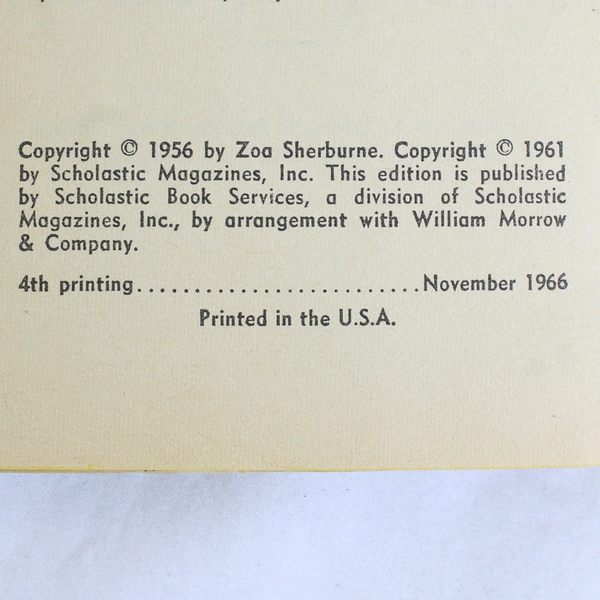 Copyright © 1956 by Zoa Sherburne. Copyright © 1961
by Scholastic Magazines, Inc. This edition is published
by Scholastic Book Services, a division of Scholastic
Magazines, Inc., by arrangement with William Morrow
& Company.
4th printing........................November 1966
Printed in the U.S.A.